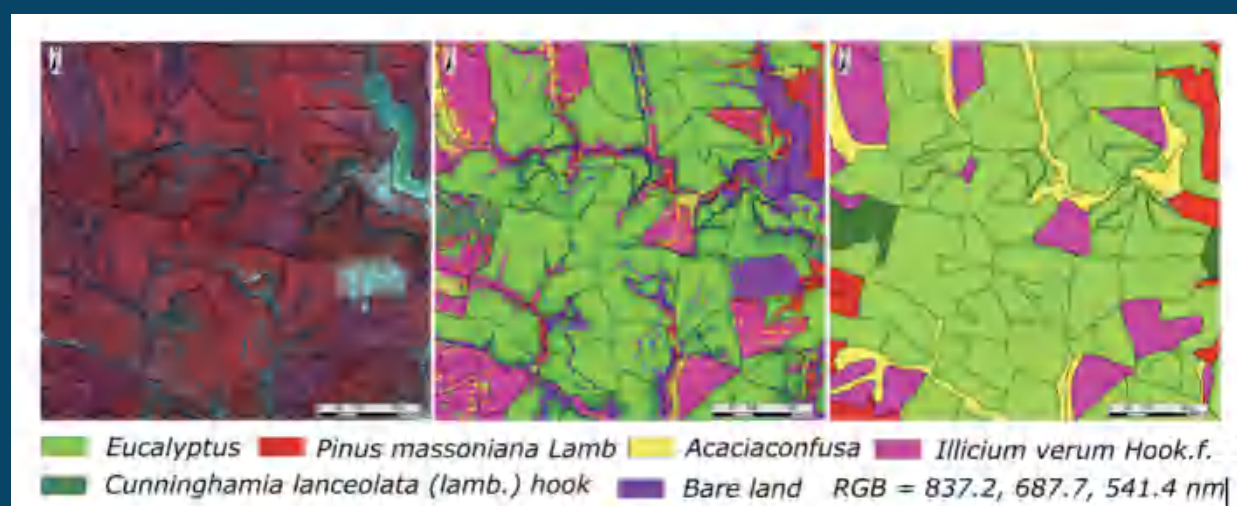 Eucalyptus Pinus massoniana Lamb Acaciaconfusa Illicium verum Hook.f.
Cunninghamia lanceolata (lamb.) hook Bare land RGB = 837.2, 687.7, 541.4 nm